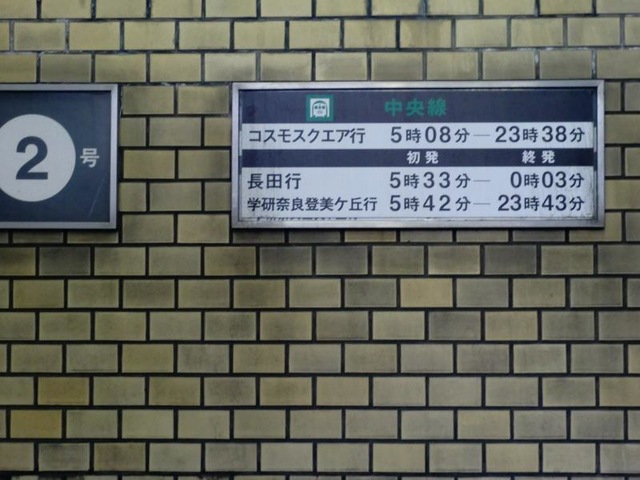 2号
中央線
コスモスクエア行 5時08分—23時38分
初発 終発
長田行 5時33分—0時03分
学研奈良登美ケ丘行 5時42分—23時43分